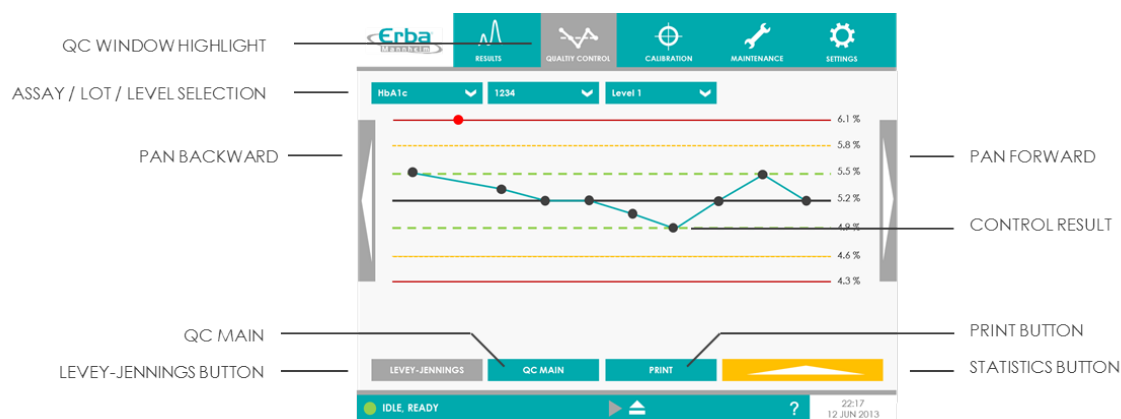 QC WINDOW HIGHLIGHT
Erba
Mannheim
RESULTS
QUALTIY CONTROL
CALIBRATION
MAINTENANCE
SETTINGS
ASSAY / LOT / LEVEL SELECTION
HbA1c
1234
Level 1
6.1 %
5.8 %
PAN BACKWARD
PAN FORWARD
5.5 %
5.2 %
CONTROL RESULT
4.9 %
4.6 %
4.3 %
QC MAIN
PRINT BUTTON
LEVEY-JENNINGS BUTTON
LEVEY-JENNINGS
QC MAIN
PRINT
STATISTICS BUTTON
IDLE, READY
?
22:17
12 JUN 2013